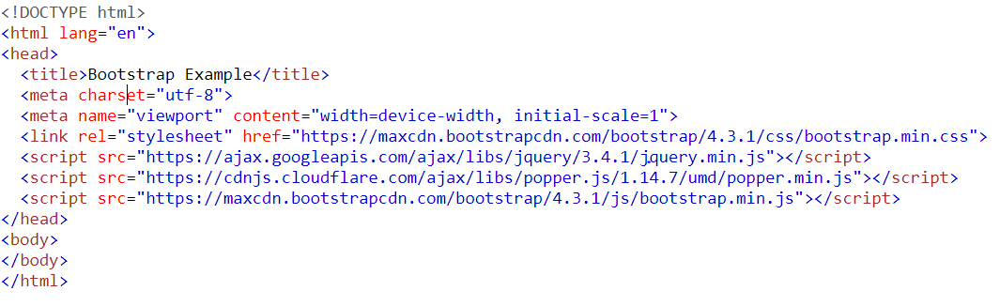 <!DOCTYPE html>
<html lang="en">
<head>
  <title>Bootstrap Example</title>
  <meta charset="utf-8">
  <meta name="viewport" content="width=device-width, initial-scale=1">
  <link rel="stylesheet" href="https://maxcdn.bootstrapcdn.com/bootstrap/4.3.1/css/bootstrap.min.css">
  <script src="https://ajax.googleapis.com/ajax/libs/jquery/3.4.1/jquery.min.js"></script>
  <script src="https://cdnjs.cloudflare.com/ajax/libs/popper.js/1.14.7/umd/popper.min.js"></script>
  <script src="https://maxcdn.bootstrapcdn.com/bootstrap/4.3.1/js/bootstrap.min.js"></script>
</head>
<body>
</body>
</html>